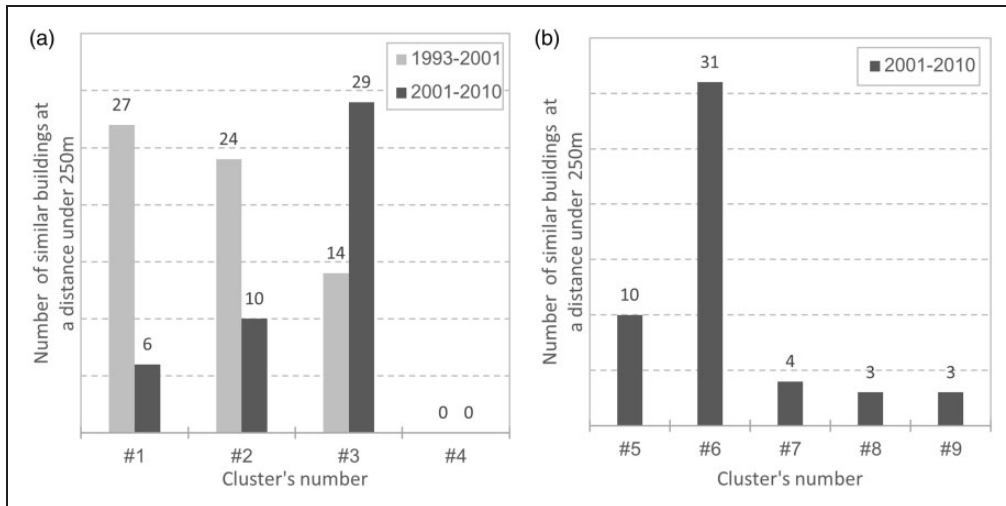 (a)
1993-2001
2001-2010
Number of similar buildings at
a distance under 250m
27
6
24
10
14
29
0 0
#1 #2 #3 #4
Cluster's number
(b)
2001-2010
Number of similar buildings at
a distance under 250m
10
31
4
3
3
#5 #6 #7 #8 #9
Cluster's number